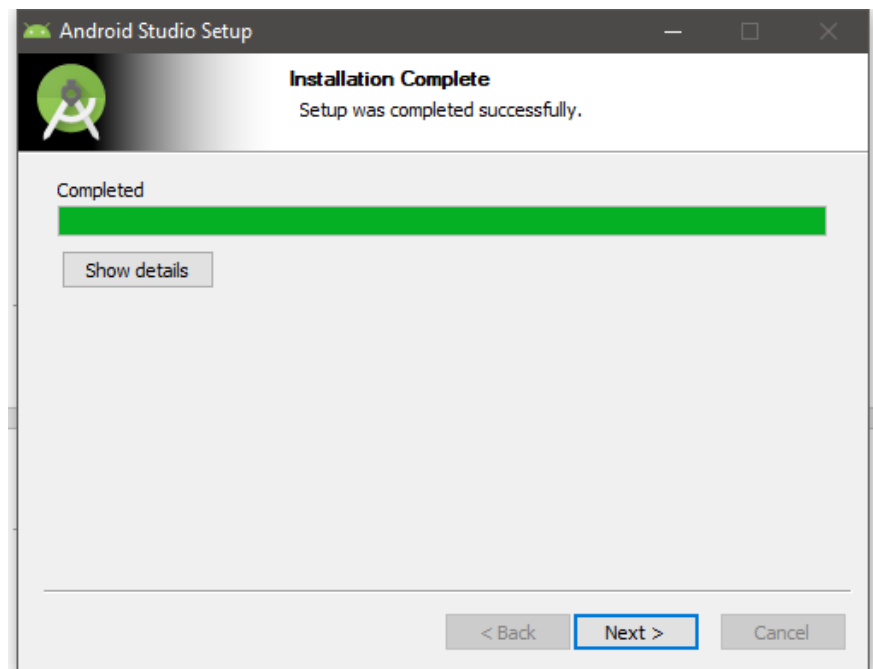 Android Studio Setup
Installation Complete
Setup was completed successfully.
Completed
Show details
< Back
Next >
Cancel